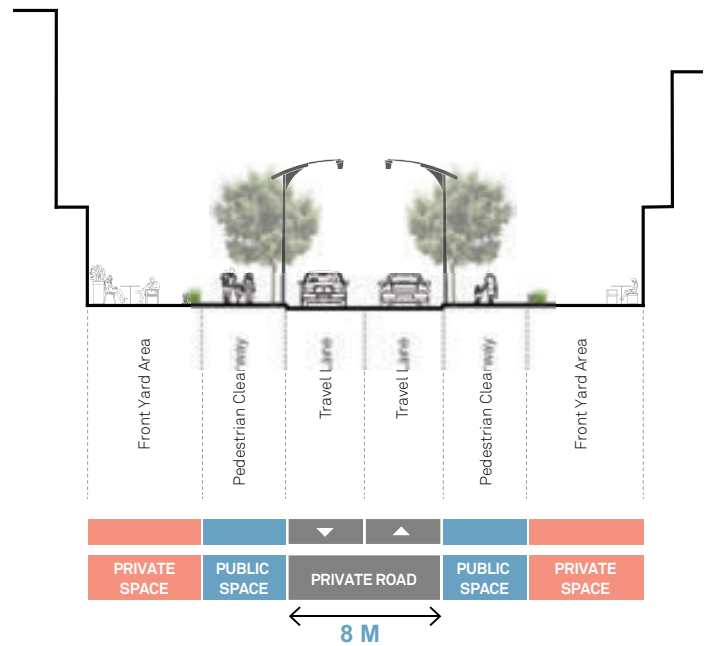 Front Yard Area
Pedestrian Clearway
Travel Lane
Travel Lane
Pedestrian Clearway
Front Yard Area
PRIVATE
SPACE
PUBLIC
SPACE
PRIVATE ROAD
PUBLIC
SPACE
PRIVATE
SPACE
8 M